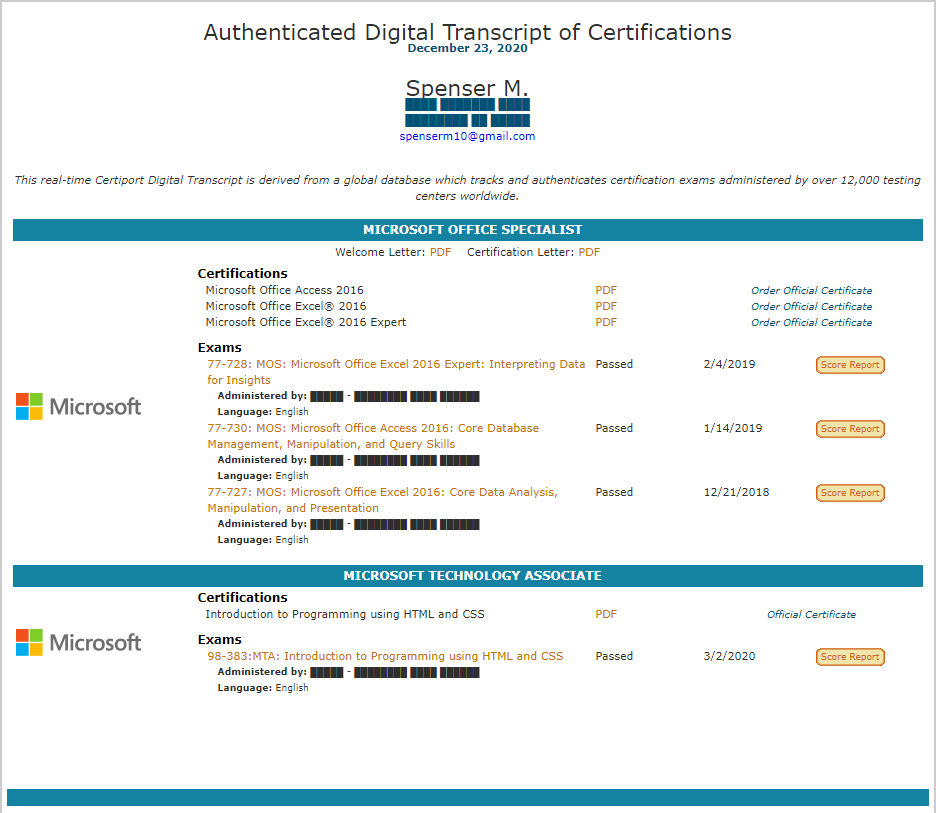 Authenticated Digital Transcript of Certifications
December 23, 2020
Spenser M.
spenserm10@gmail.com
This real-time Certiport Digital Transcript is derived from a global database which tracks and authenticates certification exams administered by over 12,000 testing
centers worldwide.
MICROSOFT OFFICE SPECIALIST
Welcome Letter: PDF Certification Letter: PDF
Certifications
Microsoft Office Access 2016 PDF Order Official Certificate
Microsoft Office Excel® 2016 PDF Order Official Certificate
Microsoft Office Excel® 2016 Expert PDF Order Official Certificate
Exams
77-728: MOS: Microsoft Office Excel 2016 Expert: Interpreting Data Passed 2/4/2019 Score Report
for Insights
Administered by: -
Microsoft
Language: English
77-730: MOS: Microsoft Office Access 2016: Core Database Passed 1/14/2019 Score Report
Management, Manipulation, and Query Skills
Administered by: -
Language: English
77-727: MOS: Microsoft Office Excel 2016: Core Data Analysis, Passed 12/21/2018 Score Report
Manipulation, and Presentation
Administered by: -
Language: English
MICROSOFT TECHNOLOGY ASSOCIATE
Certifications
Introduction to Programming using HTML and CSS PDF Official Certificate
Microsoft
Exams
98-383:MTA: Introduction to Programming using HTML and CSS Passed 3/2/2020 Score Report
Administered by: -
Language: English